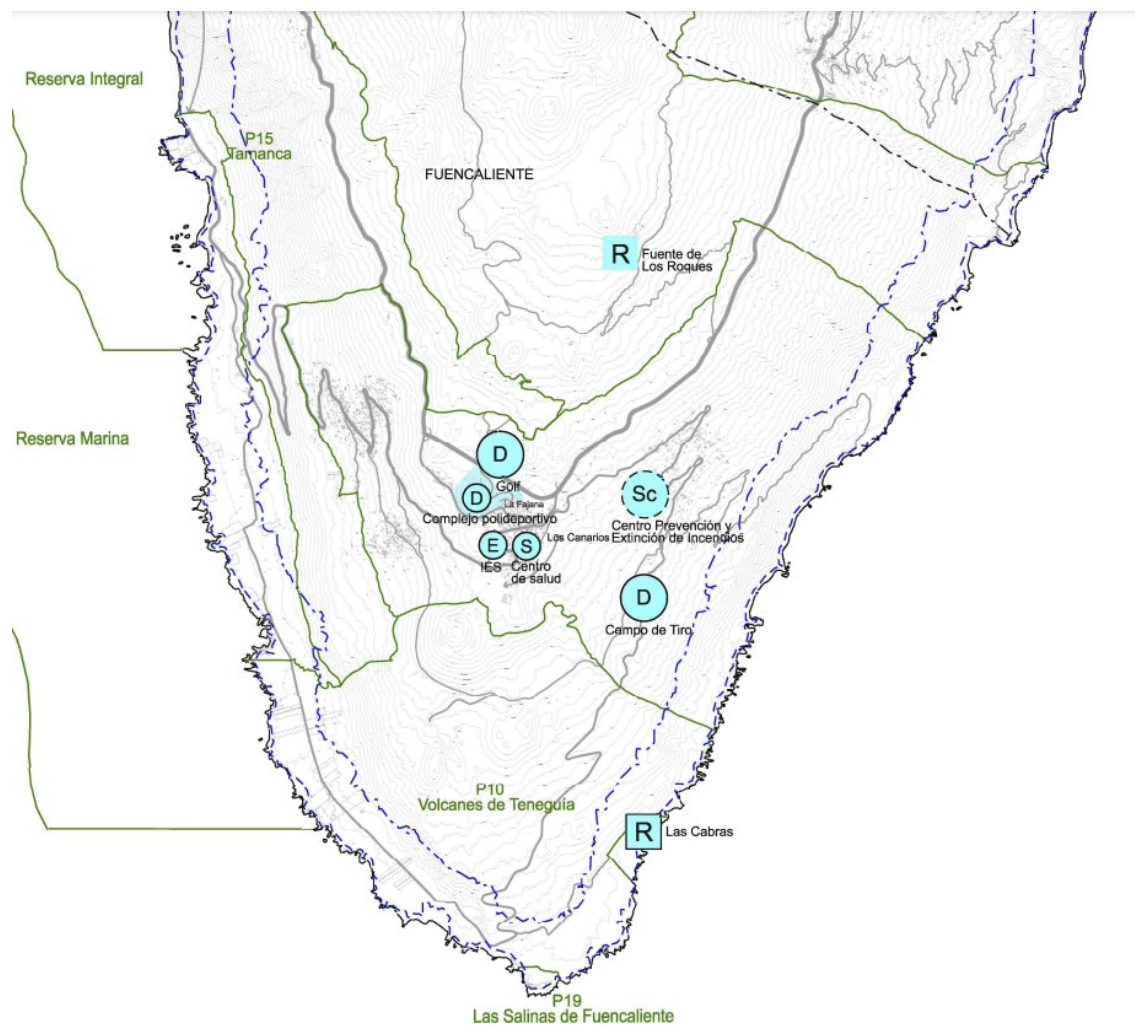 Reserva Integral
P15
Tamanca
FUENCALIENTE
R
Fuente de
Los Roques
Reserva Marina
D
Golf
D
La Fajana
Complejo polideportivo
Sc
Centro Prevención y
Extinción de Incendios
Los Canarios
E
IES
S
Centro
de salud
D
Campo de Tiro
P10
Volcanes de Teneguía
R
Las Cabras
P19
Las Salinas de Fuencaliente